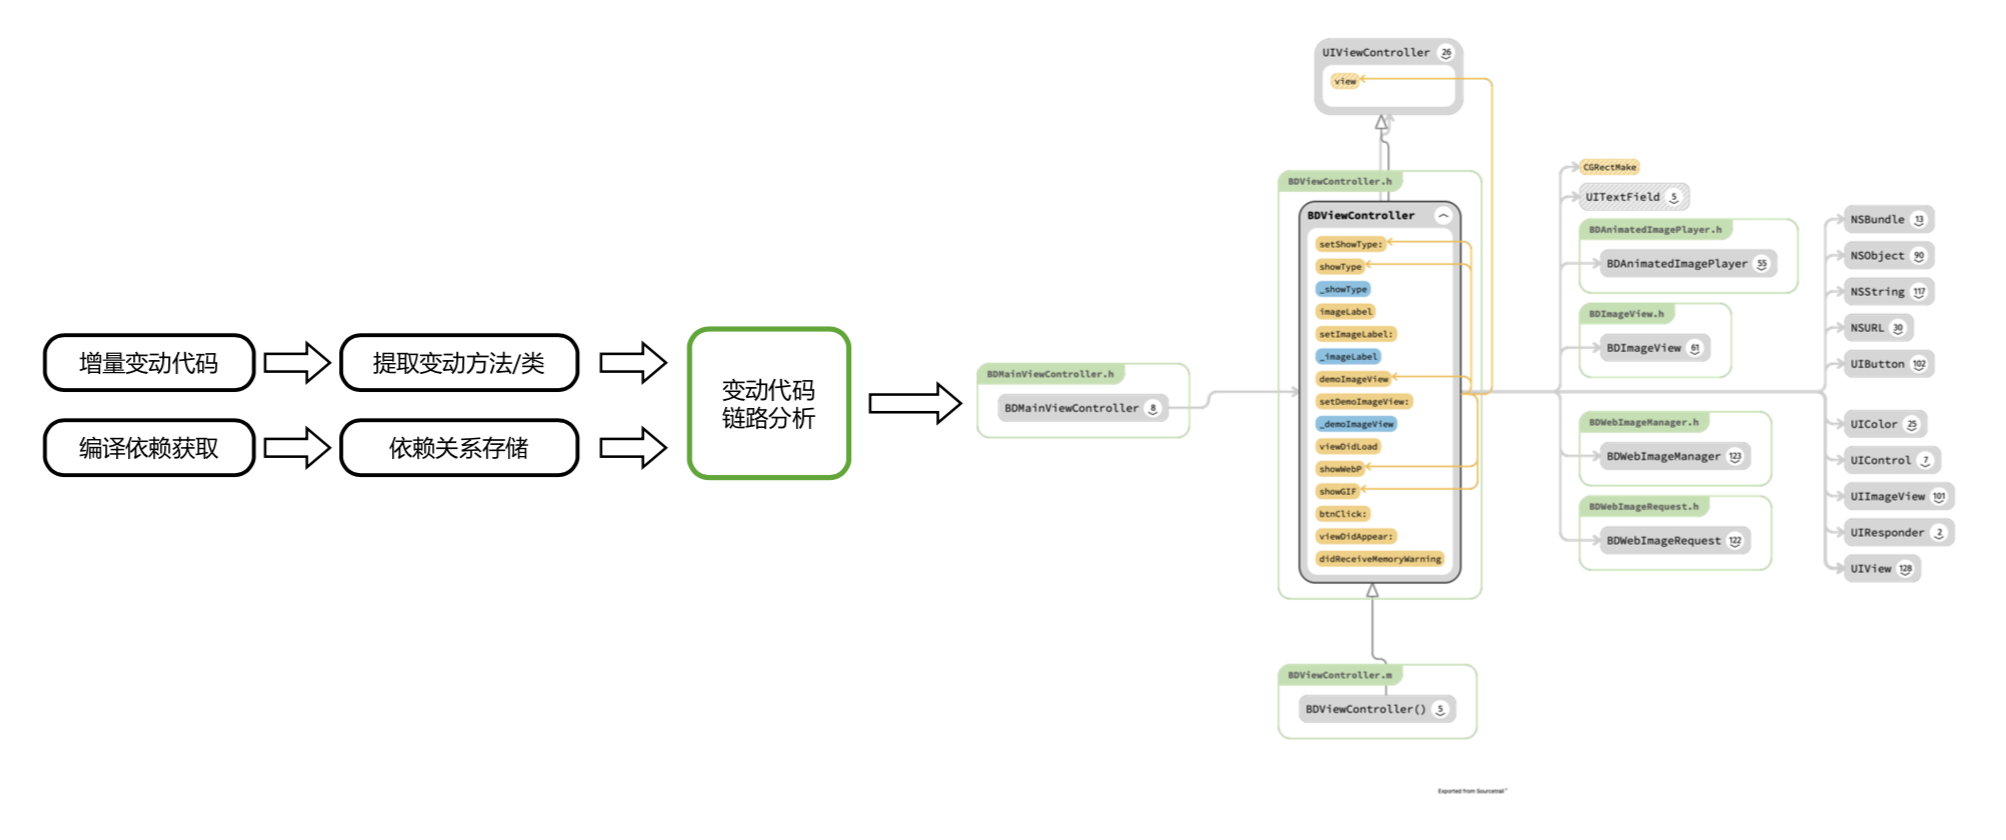 增量变动代码
提取变动方法/类
编译依赖获取
依赖关系存储
变动代码
链路分析
BDMainViewController.h
BDMainViewController 8
UIViewController 26
view
BDViewController.h
BDViewController
setShowType:
showType
_showType
imageLabel
setImageLabel:
_imageLabel
demoImageView
setDemoImageView:
_demoImageView
viewDidLoad
showWebP
showGIF
btnClick:
viewDidAppear:
didReceiveMemoryWarning
BDViewController.m
BDViewController() 5
CGRectMake
UITextField 5
BDAnimatedImagePlayer.h
BDAnimatedImagePlayer 55
BDImageView.h
BDImageView 61
BDWebImageManager.h
BDWebImageManager 123
BDWebImageRequest.h
BDWebImageRequest 122
NSBundle 13
NSObject 90
NSString 117
NSURL 30
UIButton 102
UIColor 25
UIControl 7
UIImageView 101
UIResponder 2
UIView 128
Exported from Sourcetrail